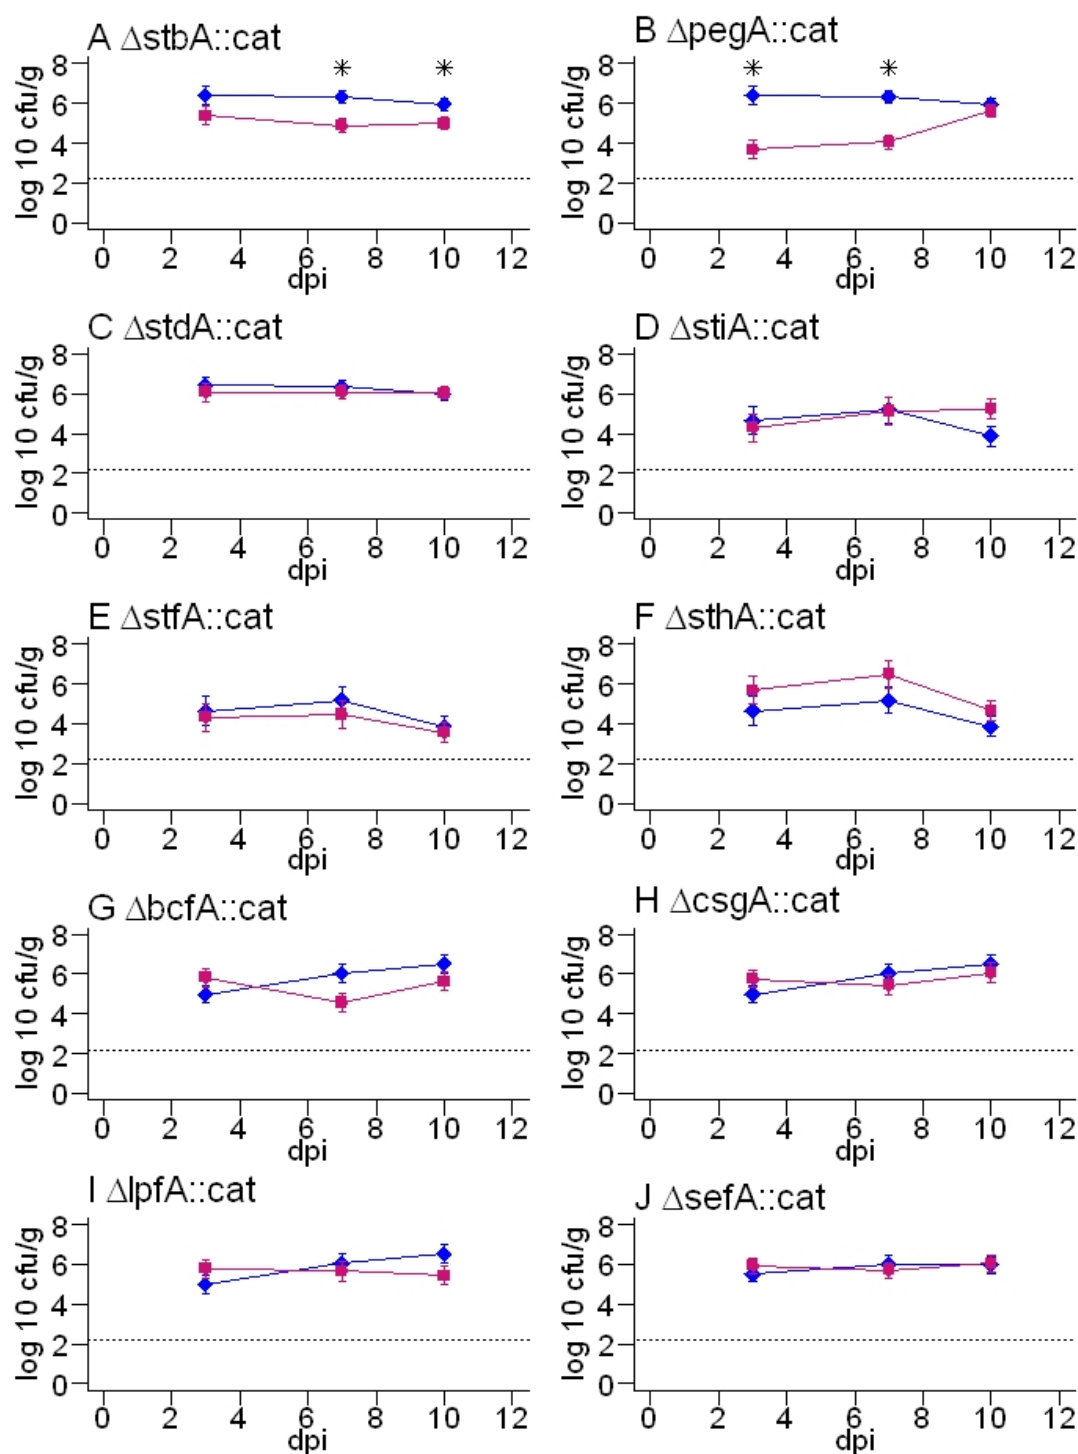 A ΔstbA::cat
B ΔpegA::cat
* *
* *
8
6
4
2
0
log 10 cfu/g
0 2 4 6 8 10 12
dpi
8
6
4
2
0
log 10 cfu/g
0 2 4 6 8 10 12
dpi
C ΔstdA::cat
D ΔstiA::cat
8
6
4
2
0
log 10 cfu/g
0 2 4 6 8 10 12
dpi
8
6
4
2
0
log 10 cfu/g
0 2 4 6 8 10 12
dpi
E ΔstfA::cat
F ΔsthA::cat
8
6
4
2
0
log 10 cfu/g
0 2 4 6 8 10 12
dpi
8
6
4
2
0
log 10 cfu/g
0 2 4 6 8 10 12
dpi
G ΔbcfA::cat
H ΔcsgA::cat
8
6
4
2
0
log 10 cfu/g
0 2 4 6 8 10 12
dpi
8
6
4
2
0
log 10 cfu/g
0 2 4 6 8 10 12
dpi
I ΔlpfA::cat
J ΔsefA::cat
8
6
4
2
0
log 10 cfu/g
0 2 4 6 8 10 12
dpi
8
6
4
2
0
log 10 cfu/g
0 2 4 6 8 10 12
dpi